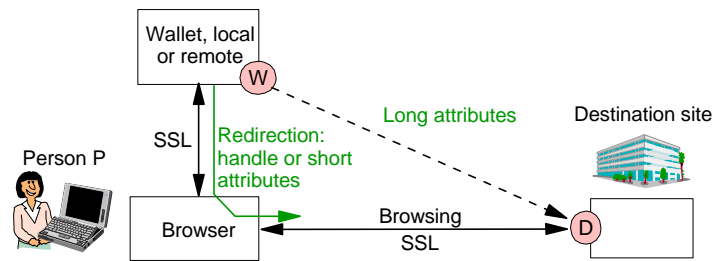 Wallet, local
or remote
W
Long attributes
Destination site
SSL
Redirection:
handle or short
attributes
Person P
Browser
Browsing
SSL
D